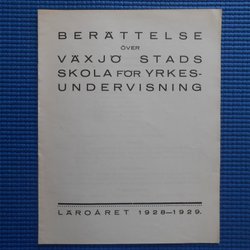 BERÄTTELSE
ÖVER
VÄXJÖ STADS
SKOLA FÖR YRKES-
UNDERVISNING
LÄROÅRET 1928—1929.